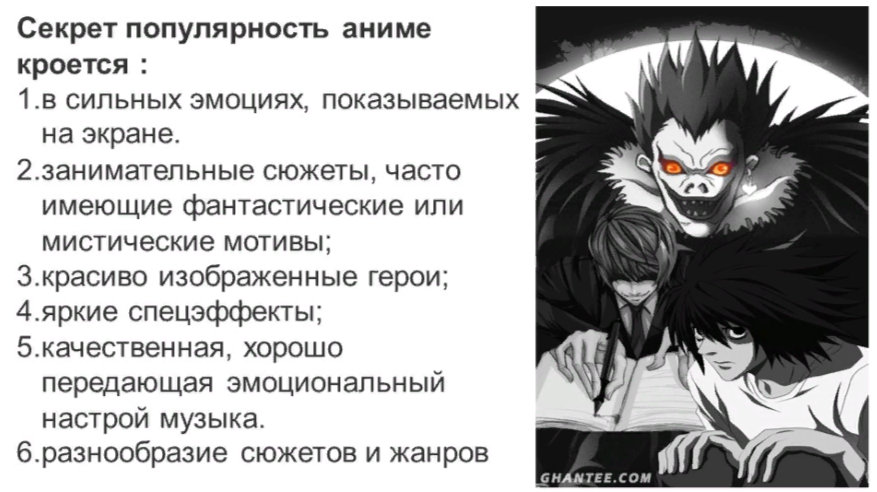 Секрет популярность аниме
кроется :
1.в сильных эмоциях, показываемых
на экране.
2.занимательные сюжеты, часто
имеющие фантастические или
мистические мотивы;
3.красиво изображенные герои;
4.яркие спецэффекты;
5.качественная, хорошо
передающая эмоциональный
настрой музыка.
6.разнообразие сюжетов и жанров
GHANTEE.COM